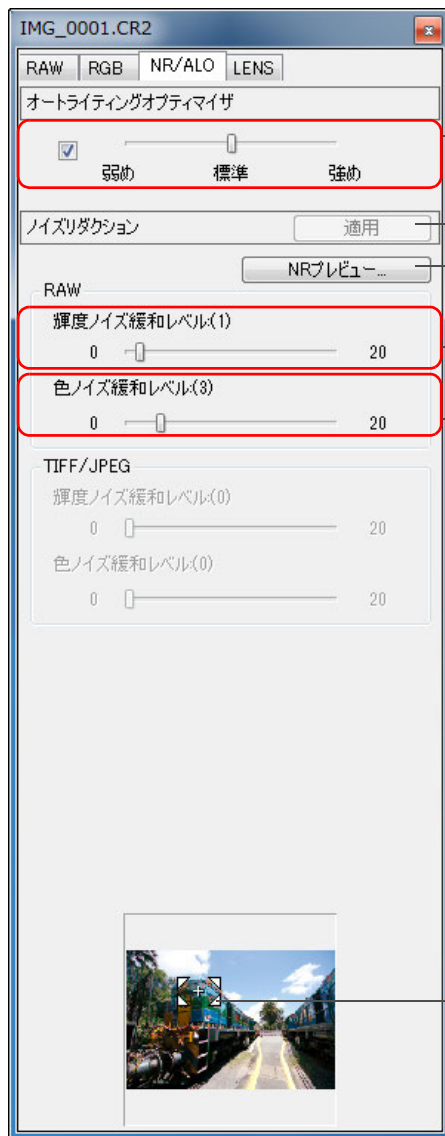 IMG_0001.CR2
RAW RGB NR/ALO LENS
オートライティングオプティマイザ
弱め 標準 強め
ノイズリダクション 適用
NRプレビュー...
RAW
輝度ノイズ緩和レベル:(1)
0 20
色ノイズ緩和レベル:(3)
0 20
TIFF/JPEG
輝度ノイズ緩和レベル:(0)
0 20
色ノイズ緩和レベル:(0)
0 20